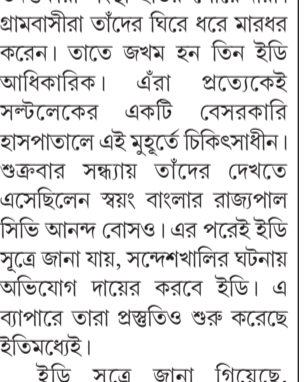 গ্রামবাসীরা তাঁদের ঘিরে ধরে মারধর
করেন। তাতে জখম হন তিন ইডি
আধিকারিক। এঁরা প্রত্যেকেই
সল্টলেকের একটি বেসরকারি
হাসপাতালে এই মুহূর্তে চিকিৎসাধীন।
শুক্রবার সন্ধ্যায় তাঁদের দেখতে
এসেছিলেন স্বয়ং বাংলার রাজ্যপাল
সিভি আনন্দ বোসও। এর পরেই ইডি
সূত্রে জানা যায়, সন্দেশখালির ঘটনায়
অভিযোগ দায়ের করবে ইডি। এ
ব্যাপারে তারা প্রস্তুতিও শুরু করেছে
ইতিমধ্যেই।
ইডি সূত্রে জানা গিয়েছে,